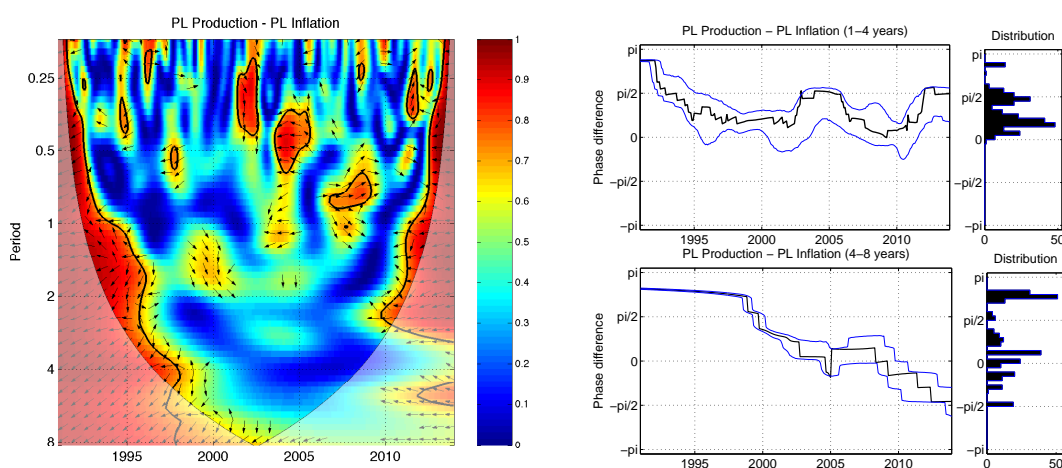 PL Production - PL Inflation
Period
0.25
0.5
1
2
4
8
1995
2000
2005
2010
1
0.9
0.8
0.7
0.6
0.5
0.4
0.3
0.2
0.1
0
PL Production − PL Inflation (1−4 years)
Phase difference
pi
pi/2
0
−pi/2
−pi
1995
2000
2005
2010
Distribution
pi
pi/2
0
−pi/2
−pi
0
50
PL Production − PL Inflation (4−8 years)
Phase difference
pi
pi/2
0
−pi/2
−pi
1995
2000
2005
2010
Distribution
pi
pi/2
0
−pi/2
−pi
0
50